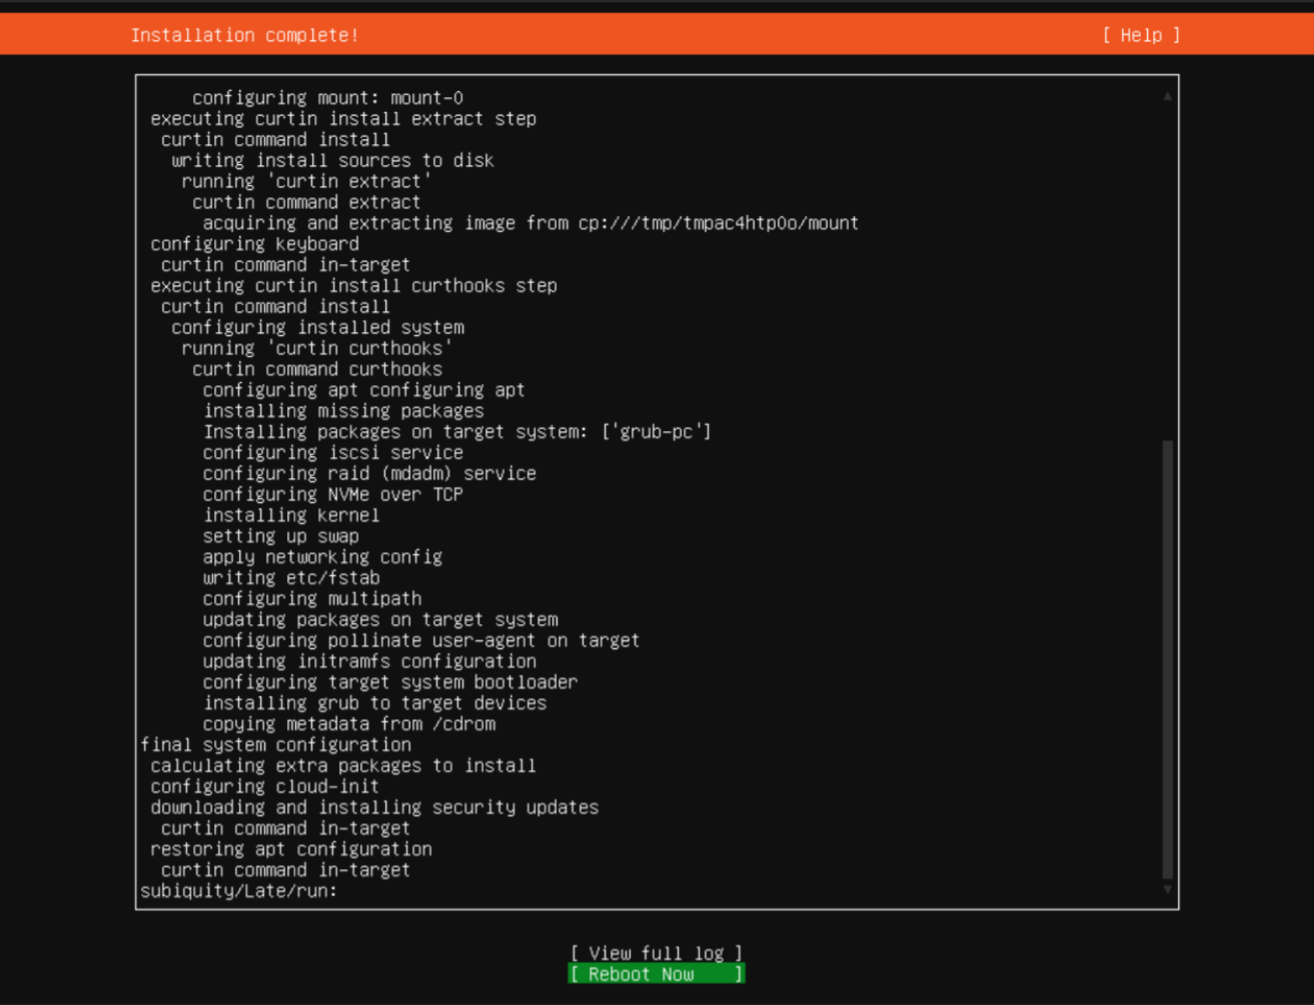 Installation complete! [ Help ]
configuring mount: mount-0
executing curtin install extract step
curtin command install
writing install sources to disk
running 'curtin extract'
curtin command extract
acquiring and extracting image from cp:///tmp/tmpac4htp0o/mount
configuring keyboard
curtin command in-target
executing curtin install curthooks step
curtin command install
configuring installed system
running 'curtin curthooks'
curtin command curthooks
configuring apt configuring apt
installing missing packages
Installing packages on target system: ['grub-pc']
configuring iscsi service
configuring raid (mdadm) service
configuring NVMe over TCP
installing kernel
setting up swap
apply networking config
writing etc/fstab
configuring multipath
updating packages on target system
configuring pollinate user-agent on target
updating initramfs configuration
configuring target system bootloader
installing grub to target devices
copying metadata from /cdrom
final system configuration
calculating extra packages to install
configuring cloud-init
downloading and installing security updates
curtin command in-target
restoring apt configuration
curtin command in-target
subiquity/Late/run:
[ View full log ]
[ Reboot Now ]